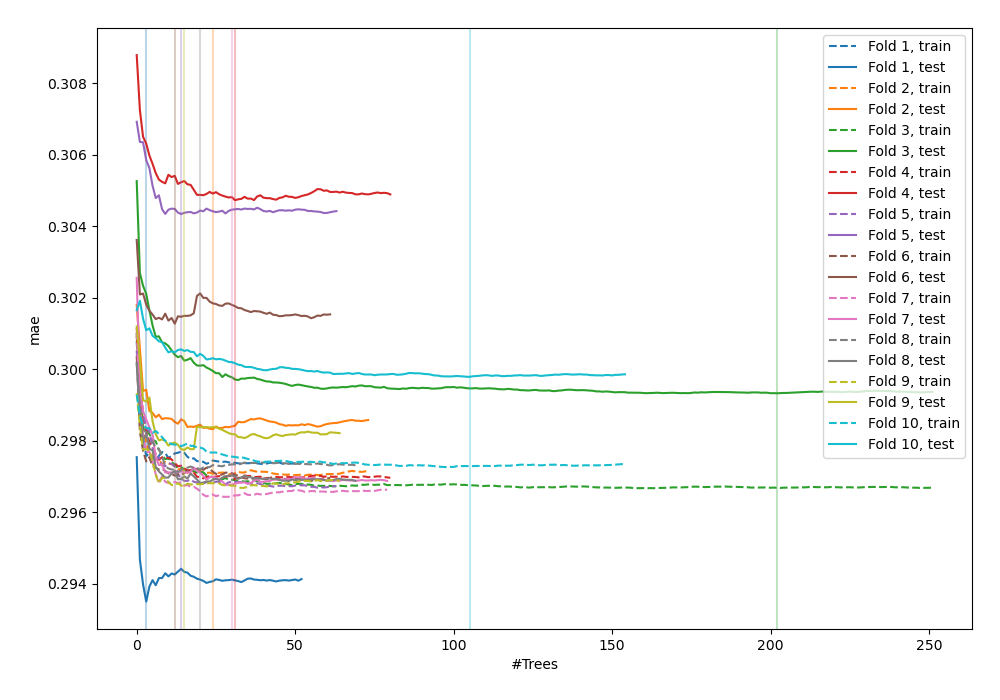 0.308
0.306
0.304
0.302
0.300
0.298
0.296
0.294
mae
0
50
100
150
200
250
#Trees
Fold 1, train
Fold 1, test
Fold 2, train
Fold 2, test
Fold 3, train
Fold 3, test
Fold 4, train
Fold 4, test
Fold 5, train
Fold 5, test
Fold 6, train
Fold 6, test
Fold 7, train
Fold 7, test
Fold 8, train
Fold 8, test
Fold 9, train
Fold 9, test
Fold 10, train
Fold 10, test